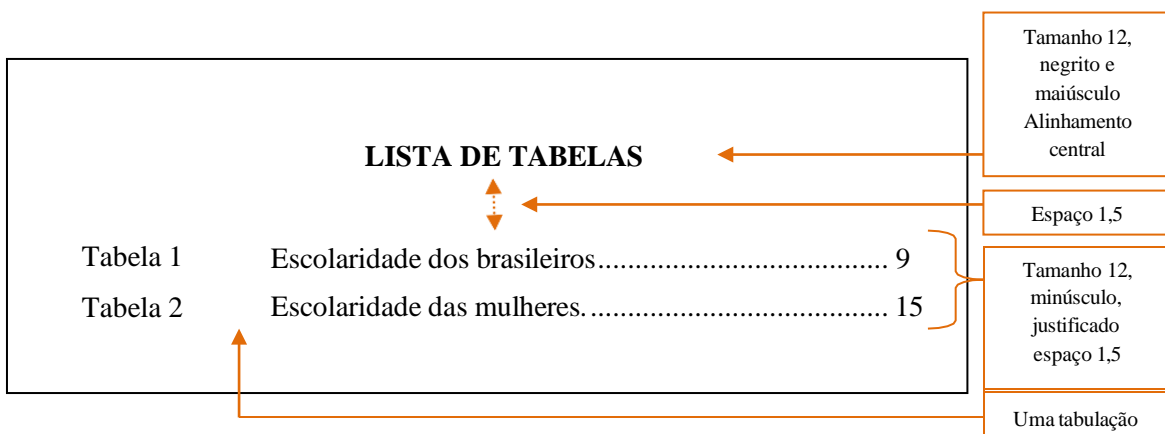 Tamanho 12,
negrito e
maiúsculo
Alinhamento
central
LISTA DE TABELAS
Espaço 1,5
Tabela 1 Escolaridade dos brasileiros............................................. 9
Tabela 2 Escolaridade das mulheres. .............................................. 15
Tamanho 12,
minúsculo,
justificado
espaço 1,5
Uma tabulação